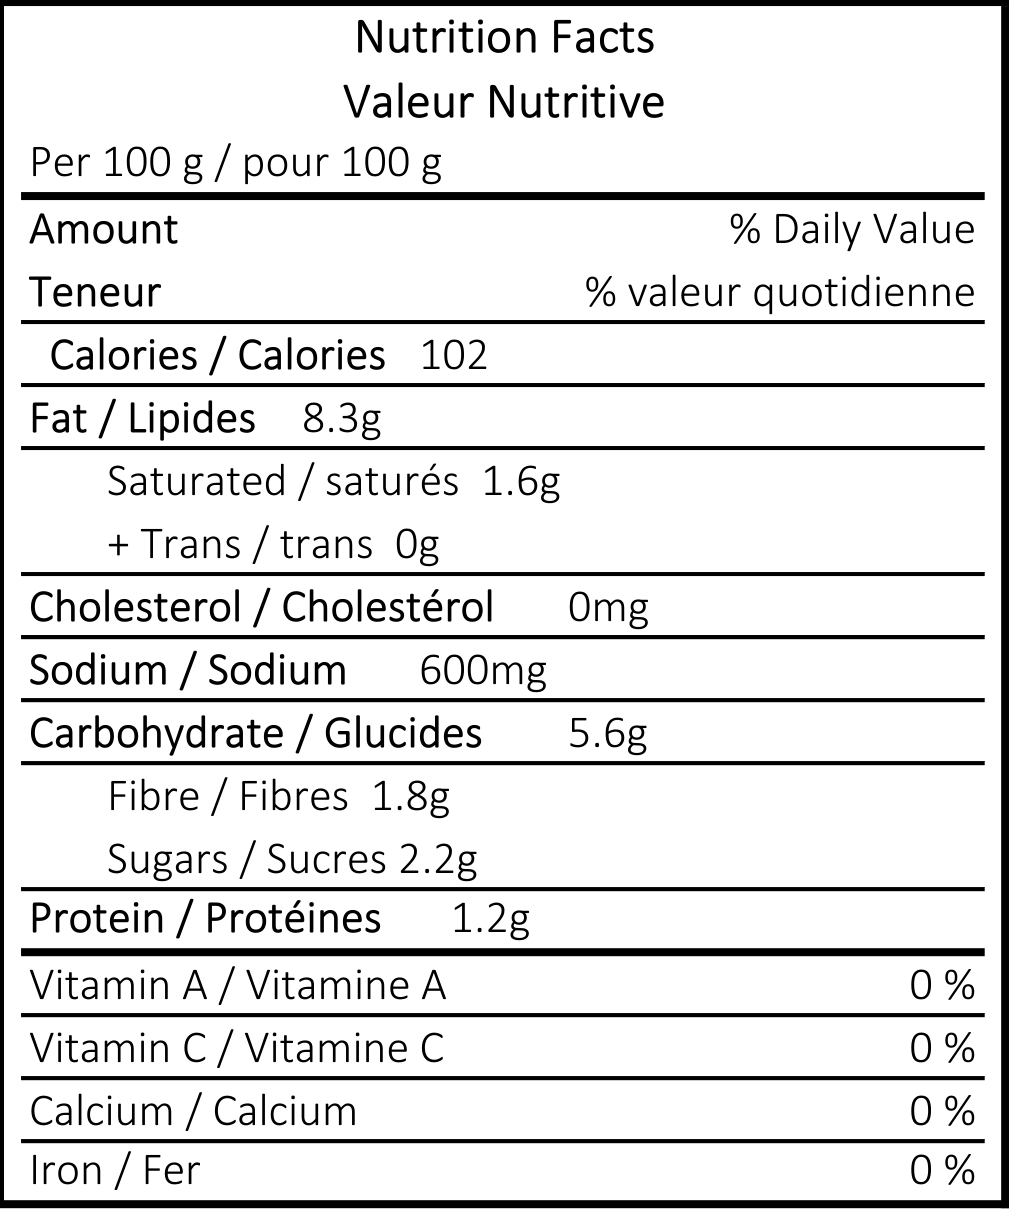 Nutrition Facts
Valeur Nutritive
Per 100 g / pour 100 g
Amount % Daily Value
Teneur % valeur quotidienne
Calories / Calories 102
Fat / Lipides 8.3g
Saturated / saturés 1.6g
+ Trans / trans 0g
Cholesterol / Cholestérol 0mg
Sodium / Sodium 600mg
Carbohydrate / Glucides 5.6g
Fibre / Fibres 1.8g
Sugars / Sucres 2.2g
Protein / Protéines 1.2g
Vitamin A / Vitamine A 0 %
Vitamin C / Vitamine C 0 %
Calcium / Calcium 0 %
Iron / Fer 0 %